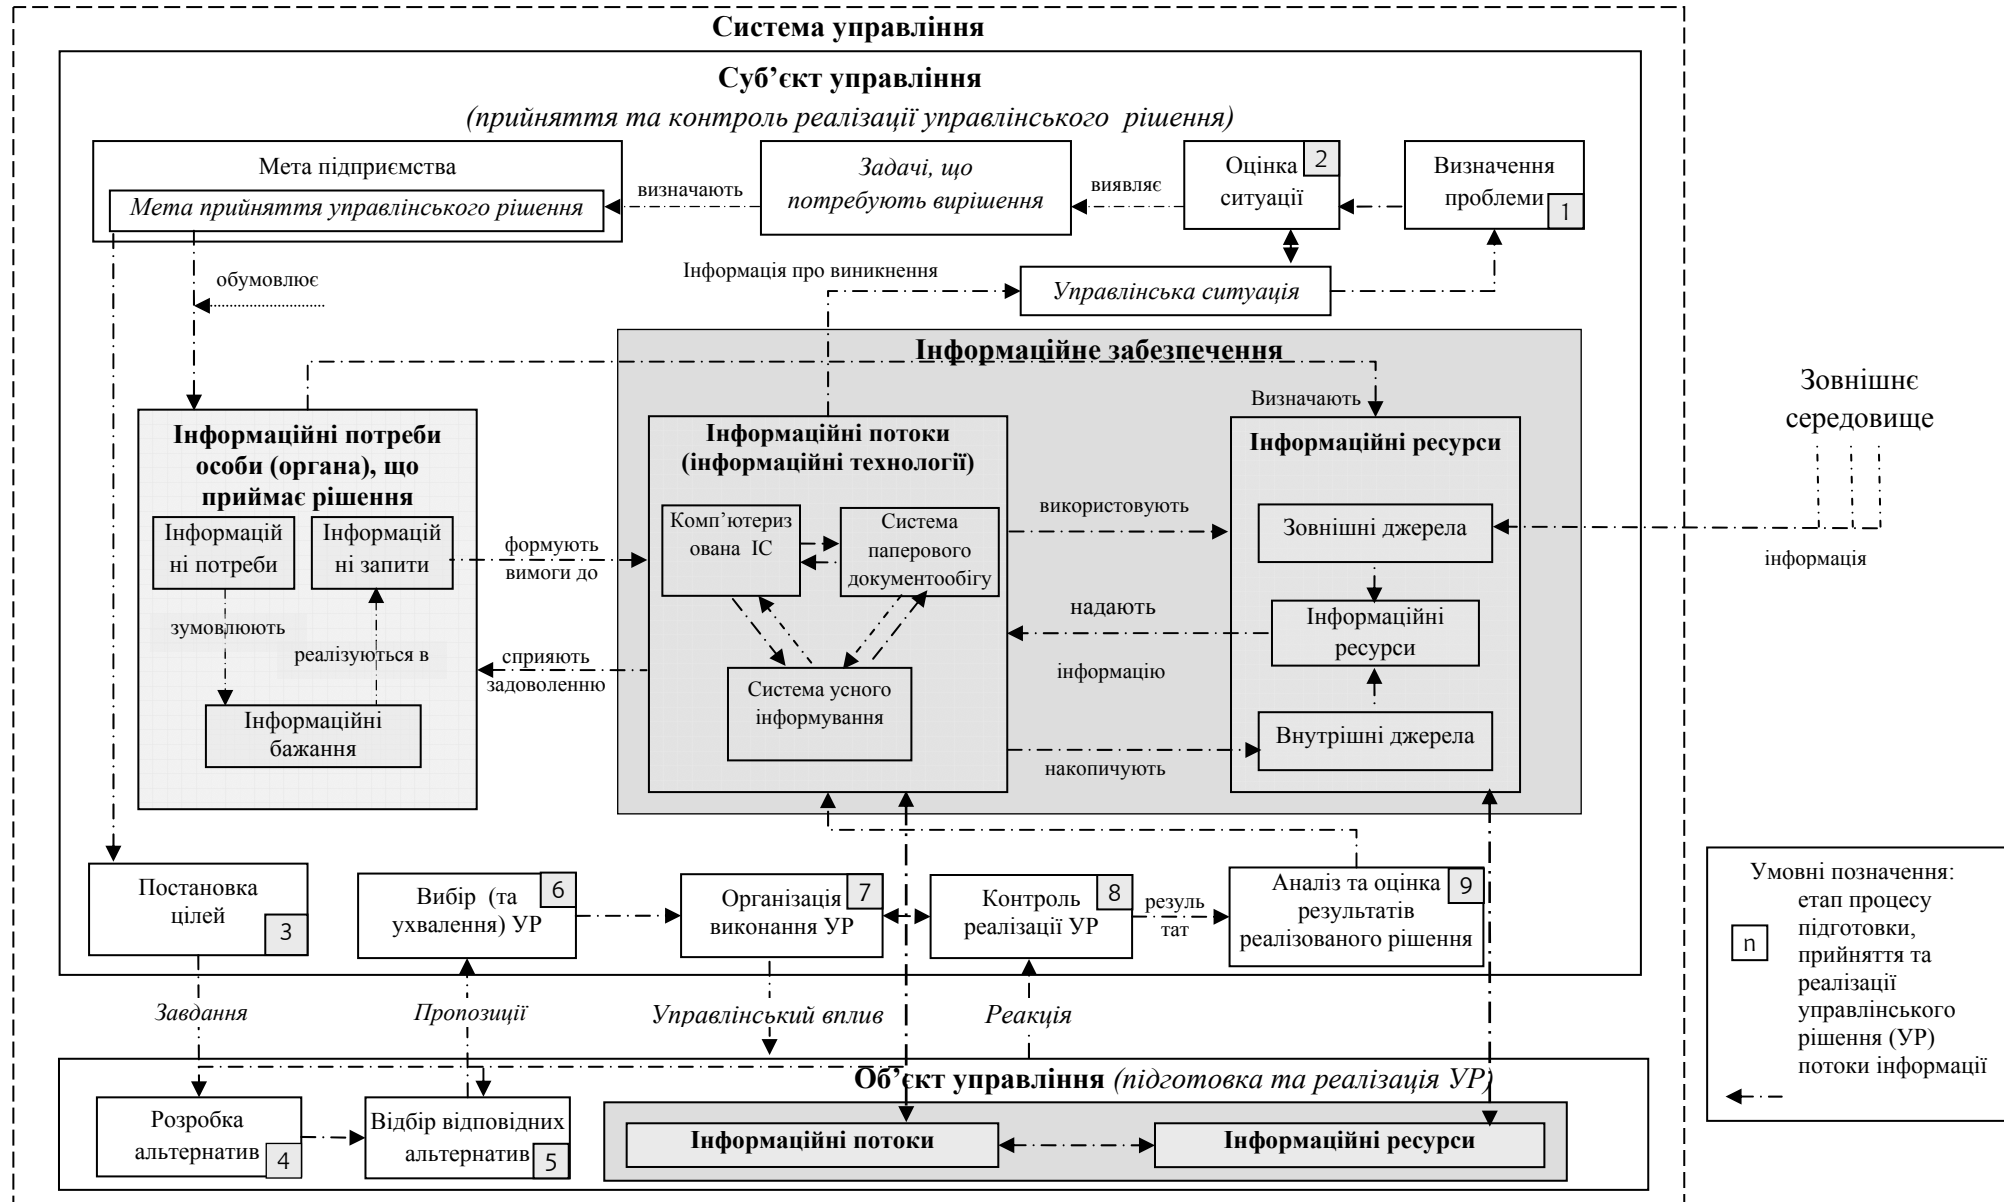 Система управління
Суб’єкт управління
(прийняття та контроль реалізації управлінського рішення)
Мета підприємства
Мета прийняття управлінського рішення
визначають
Задачі, що
потребують вирішення
виявляє
Оцінка
ситуації
2
Визначення
проблеми
1
обумовлює
Інформація про виникнення
Управлінська ситуація
Інформаційне забезпечення
Визначають
Зовнішнє
середовище
Інформаційні потреби
особи (органа), що
приймає рішення
Інформацій
ні потреби
Інформацій
ні запити
зумовлюють
реалізуються в
Інформаційні
бажання
формують
вимоги до
сприяють
задоволенню
Інформаційні потоки
(інформаційні технології)
Комп’ютериз
ована ІС
Система
паперового
документообігу
Система усного
інформування
використовують
надають
інформацію
накопичують
Інформаційні ресурси
Зовнішні джерела
Інформаційні
ресурси
Внутрішні джерела
інформація
Постановка
цілей
3
Вибір (та
ухвалення) УР
6
Організація
виконання УР
7
Контроль
реалізації УР
8
резуль
тат
Аналіз та оцінка
результатів
реалізованого рішення
9
Завдання
Пропозиції
Управлінський вплив
Реакція
Об’єкт управління (підготовка та реалізація УР)
Розробка
альтернатив
4
Відбір відповідних
альтернатив
5
Інформаційні потоки
Інформаційні ресурси
Умовні позначення:
n
етап процесу
підготовки,
прийняття та
реалізації
управлінського
рішення (УР)
потоки інформації